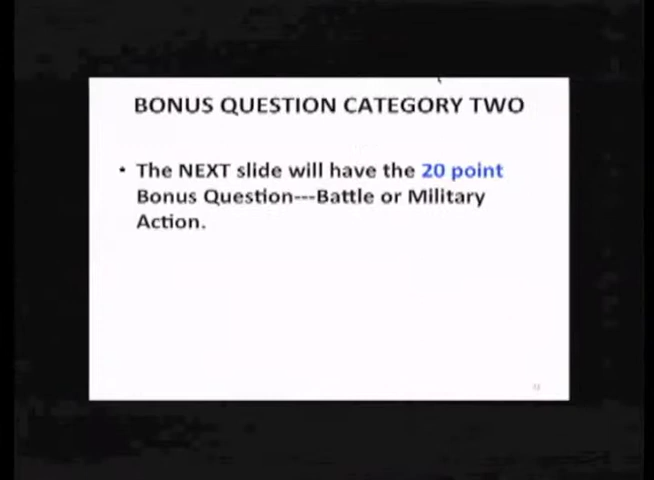 BONUS QUESTION CATEGORY TWO
• The NEXT slide will have the 20 point
Bonus Question---Battle or Military
Action.